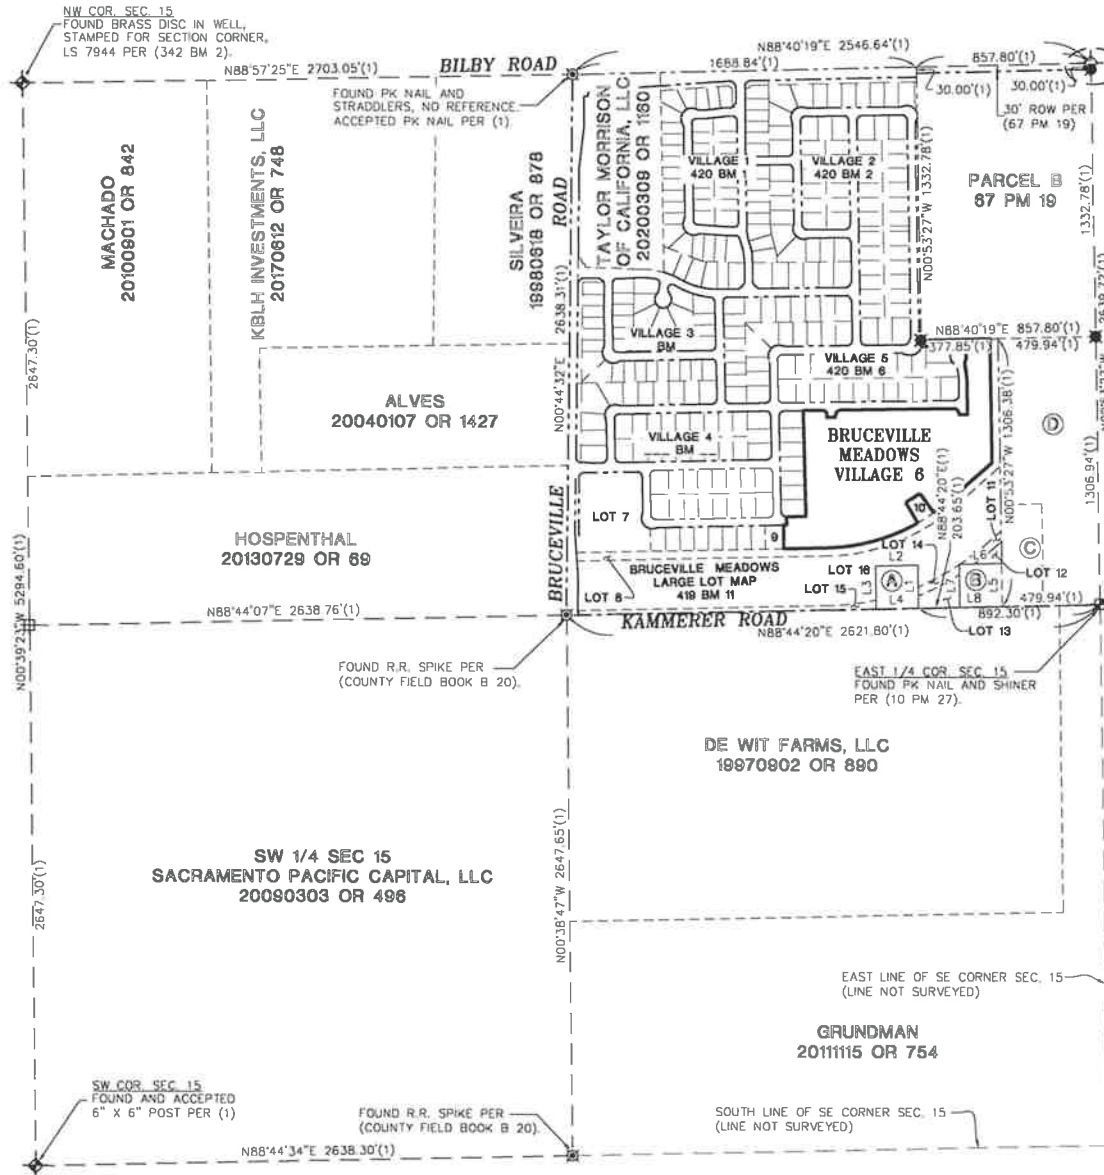 NW COR. SEC. 15
FOUND BRASS DISC IN WELL,
STAMPED FOR SECTION CORNER,
LS 7944 PER (342 BM 2).
N88°57'25"E 2703.05'(1)
BILBY ROAD
N88°40'19"E 2546.64'(1)
1688.84'(1)
857.80'(1)
30.00'(1)
30.00'(1)
30' ROW PER
(67 PM 19)
FOUND PK NAIL AND
STRADDLERS, NO REFERENCE.
ACCEPTED PK NAIL PER (1).
MACHADO
20100901 OR 842
KBLH INVESTMENTS, LLC
20170612 OR 748
SILVEIRA
19980618 OR 878
ROAD
TAYLOR MORRISON
OF CALIFORNIA, LLC
20200309 OR 1160
VILLAGE 1
420 BM 1
VILLAGE 2
420 BM 2
N00°53'27"W 1332.78'(1)
PARCEL B
67 PM 19
1332.78'(1)
2639.72'(1)
2647.30'(1)
2638.31'(1)
N00°44'32"E
VILLAGE 3
BM
N88°40'19"E 857.80'(1)
377.85'(1)
479.94'(1)
VILLAGE 5
420 BM 6
ALVES
20040107 OR 1427
VILLAGE 4
BM
BRUCEVILLE
MEADOWS
VILLAGE 6
N00°53'27"W 1306.38'(1)
D
1306.94'(1)
HOSPENTHAL
20130729 OR 69
BRUCEVILLE
LOT 7
9
10
N88°44'20"E(1)
203.65'(1)
LOT 11
C
LOT 14
L2
L6
LOT 12
BRUCEVILLE MEADOWS
LARGE LOT MAP
419 BM 11
LOT 16
LOT 15
LOT 8
L3
A
L1
L4
L7
B
L5
L8
479.94'(1)
892.30'(1)
LOT 13
N00°39'23"W 5294.60'(1)
N88°44'07"E 2638.76'(1)
KAMMERER ROAD
N88°44'20"E 2621.80'(1)
FOUND R.R. SPIKE PER
(COUNTY FIELD BOOK B 20).
EAST 1/4 COR. SEC. 15
FOUND PK NAIL AND SHINER
PER (10 PM 27).
DE WIT FARMS, LLC
19970902 OR 890
N00°38'47"W 2647.65'(1)
SW 1/4 SEC 15
SACRAMENTO PACIFIC CAPITAL, LLC
20090303 OR 496
2647.30'(1)
EAST LINE OF SE CORNER SEC. 15
(LINE NOT SURVEYED)
GRUNDMAN
20111115 OR 754
SW COR. SEC. 15
FOUND AND ACCEPTED
6" X 6" POST PER (1)
FOUND R.R. SPIKE PER
(COUNTY FIELD BOOK B 20).
SOUTH LINE OF SE CORNER SEC. 15
(LINE NOT SURVEYED)
N88°44'34"E 2638.30'(1)